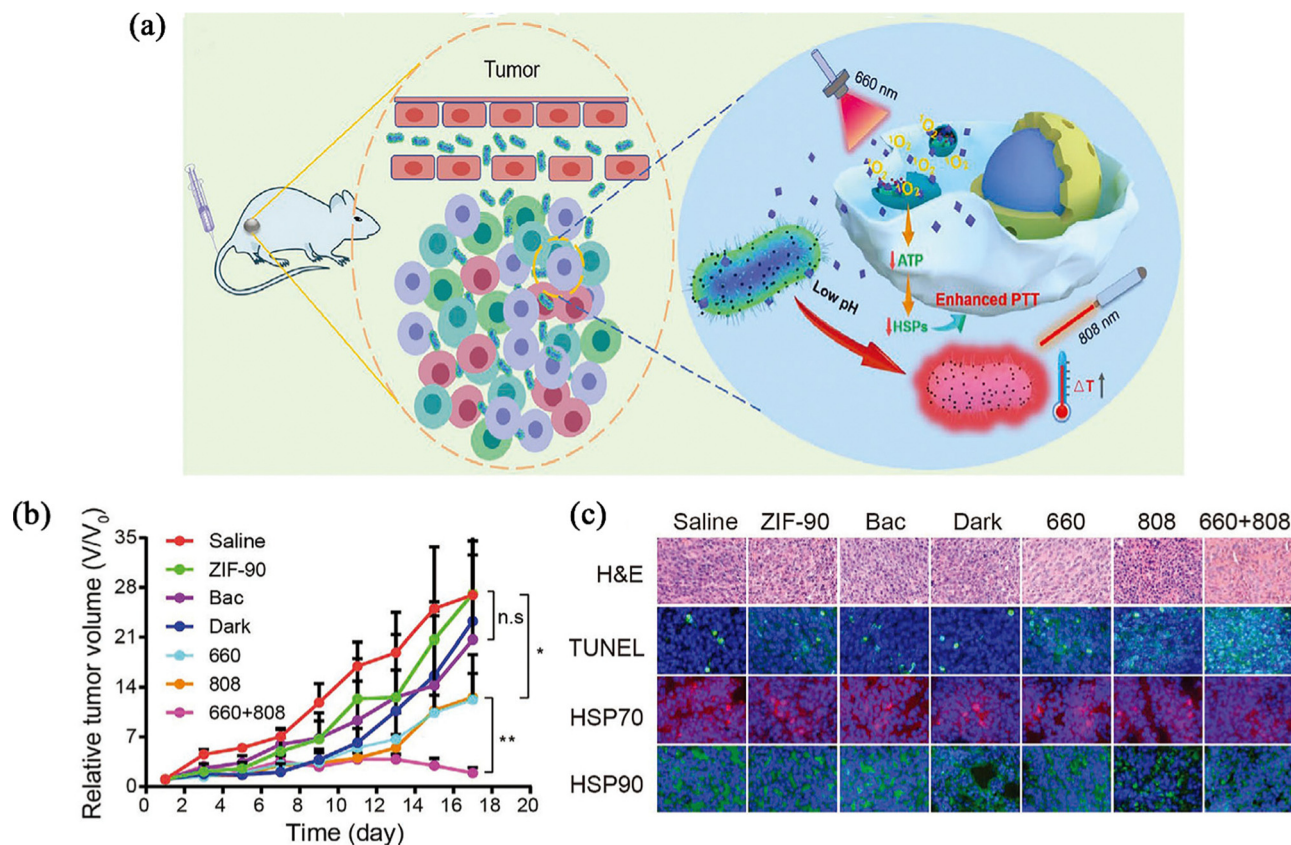 (a)
Tumor
660 nm
¹O₂
¹O₂
¹O₂
¹O₂
¹O₂
¹O₂
¹O₂
ATP
Low pH
Enhanced PTT
HSPs
808 nm
ΔT
(b)
Relative tumor volume (V/V₀)
35
28
21
14
7
0
0 2 4 6 8 10 12 14 16 18 20
Time (day)
Saline
ZIF-90
Bac
Dark
660
808
660+808
n.s
*
**
(c)
Saline ZIF-90 Bac Dark 660 808 660+808
H&E
TUNEL
HSP70
HSP90